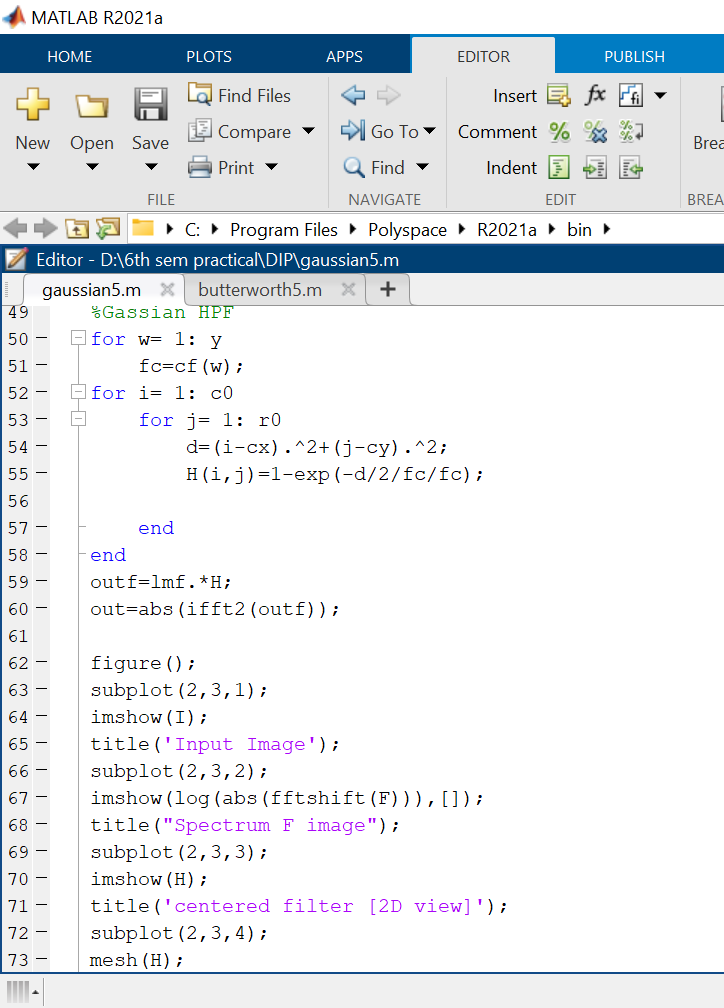 MATLAB R2021a
HOME PLOTS APPS EDITOR PUBLISH
New Open Save Find Files Compare Print Go To Find Insert fx fi Comment Indent
FILE NAVIGATE EDIT BREA
C: Program Files Polyspace R2021a bin
Editor - D:\6th sem practical\DIP\gaussian5.m
gaussian5.m butterworth5.m +
49 %Gassian HPF
50 for w= 1: y
51 fc=cf(w);
52 for i= 1: c0
53 for j= 1: r0
54 d=(i-cx).^2+(j-cy).^2;
55 H(i,j)=1-exp(-d/2/fc/fc);
56
57 end
58 end
59 outf=lmf.*H;
60 out=abs(ifft2(outf));
61
62 figure();
63 subplot(2,3,1);
64 imshow(I);
65 title('Input Image');
66 subplot(2,3,2);
67 imshow(log(abs(fftshift(F))),[]);
68 title("Spectrum F image");
69 subplot(2,3,3);
70 imshow(H);
71 title('centered filter [2D view]');
72 subplot(2,3,4);
73 mesh(H);